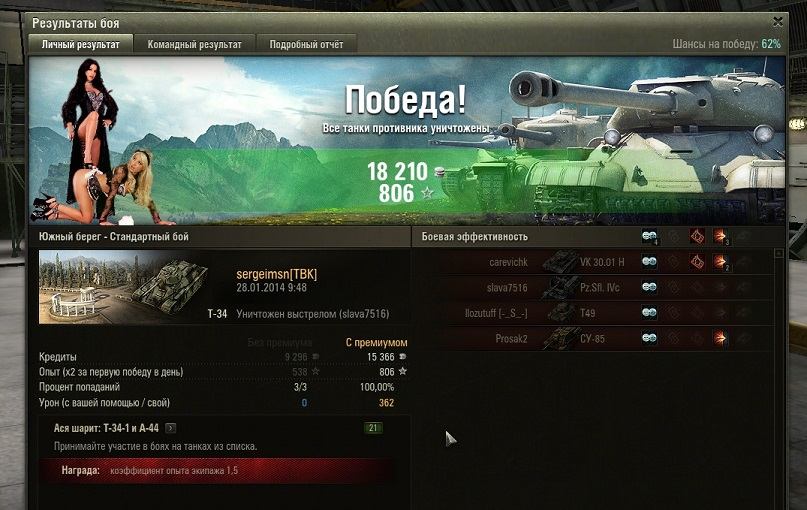 Результаты боя
Личный результат Командный результат Подробный отчёт Шансы на победу: 62%
Победа!
Все танки противника уничтожены
18 210
806
Южный берег - Стандартный бой
Боевая эффективность 4 3
sergeimsn[TBK]
28.01.2014 9:48
T-34 Уничтожен выстрелом (slava7516)
carevichk VK 30.01 H 2
slava7516 Pz.Sfl. IVc
llozutuff [-_S_-] T49
Prosak2 СУ-85
Без премиума С премиумом
Кредиты 9 296 15 366
Опыт (x2 за первую победу в день) 538 806
Процент попаданий 3/3 100,00%
Урон (с вашей помощью / свой) 0 362
Ася шарит: Т-34-1 и А-44 21
Принимайте участие в боях на танках из списка.
Награда: коэффициент опыта экипажа 1,5